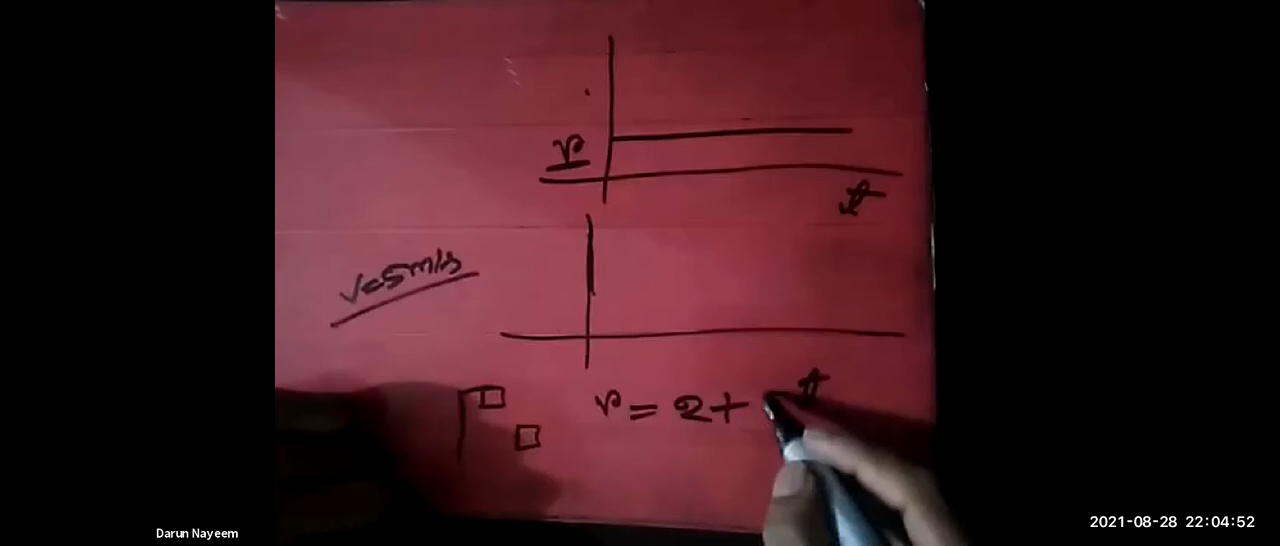 v
t
v=5m/s
v = 2+ t
Darun Nayeem
2021-08-28 22:04:52